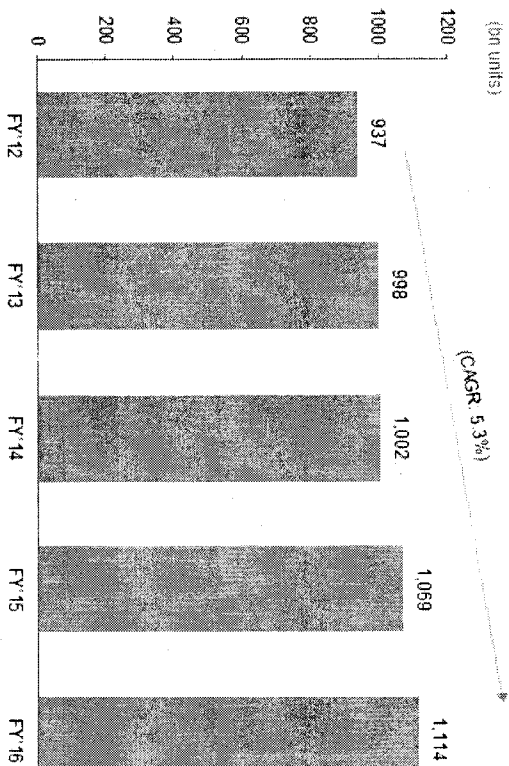 (bn units)
(CAGR: 5.3%)
1200
1000
800
600
400
200
0
937
998
1,002
1,069
1,114
FY'12
FY'13
FY'14
FY'15
FY'16